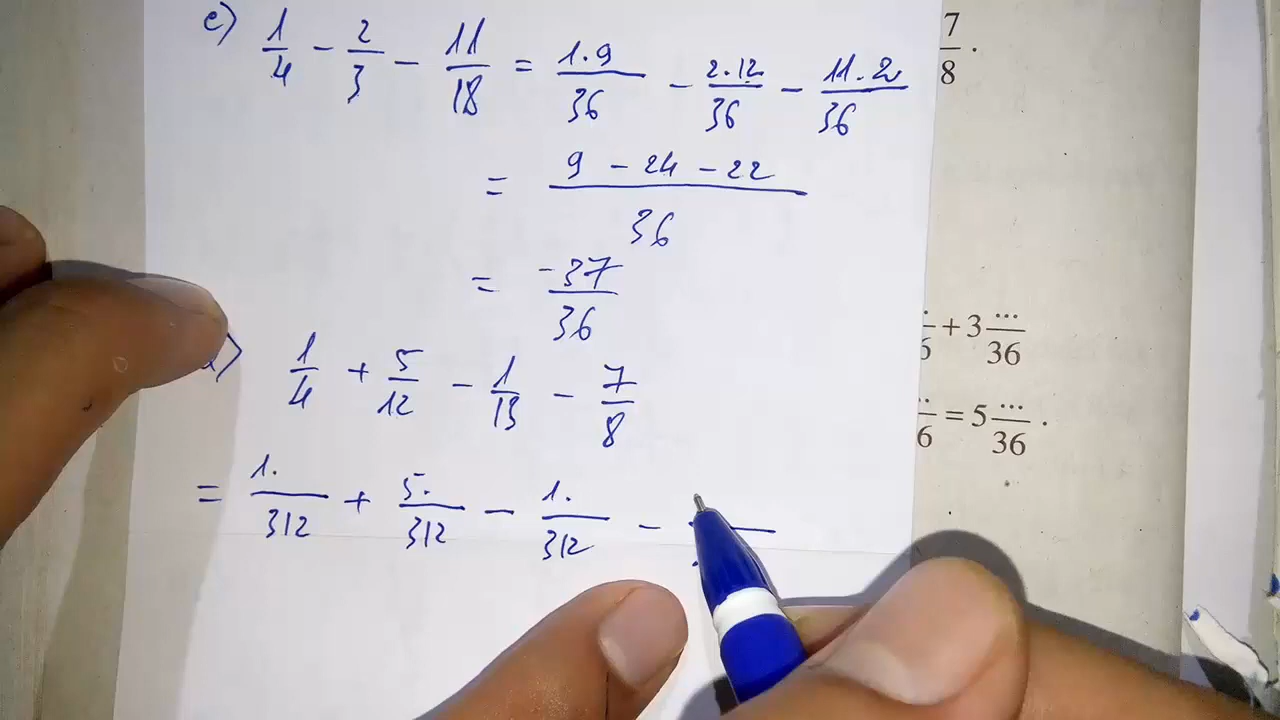 c) 1/4 - 2/3 - 11/18 = 1.9/36 - 2.12/36 - 11.2/36
= 9 - 24 - 22/36
= -37/36
1/4 + 5/12 - 1/13 - 7/8
= 1./312 + 5./312 - 1./312 -
7/8.
+ 3 .../36
= 5 .../36.